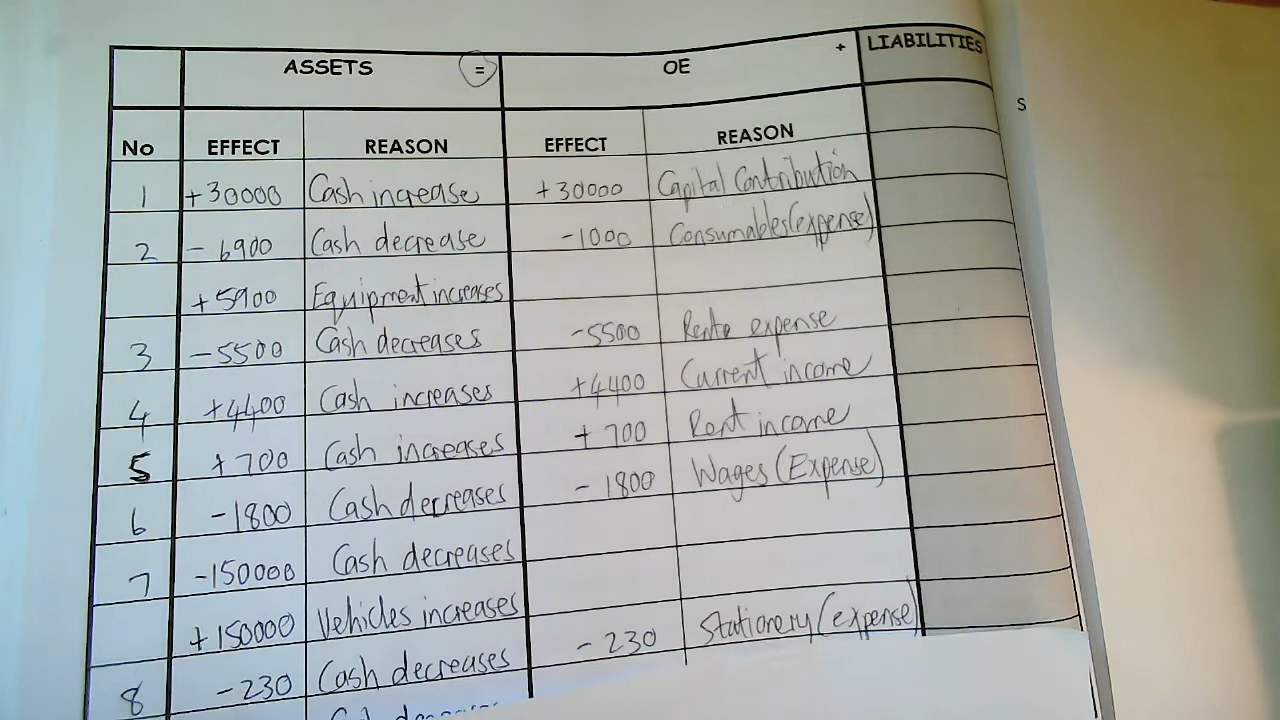 ASSETS = OE + LIABILITIES
S
No EFFECT REASON EFFECT REASON
1 +30000 Cash increase +30000 Capital Contribution
2 -6900 Cash decrease -1000 Consumables(expense)
+5900 Equipment increases
3 -5500 Cash decreases -5500 Rent expense
4 +4400 Cash increases +4400 Current income
5 +700 Cash increases +700 Rent income
6 -1800 Cash decreases -1800 Wages (Expense)
7 -150000 Cash decreases
+150000 Vehicles increases
8 -230 Cash decreases -230 Stationery (expense)